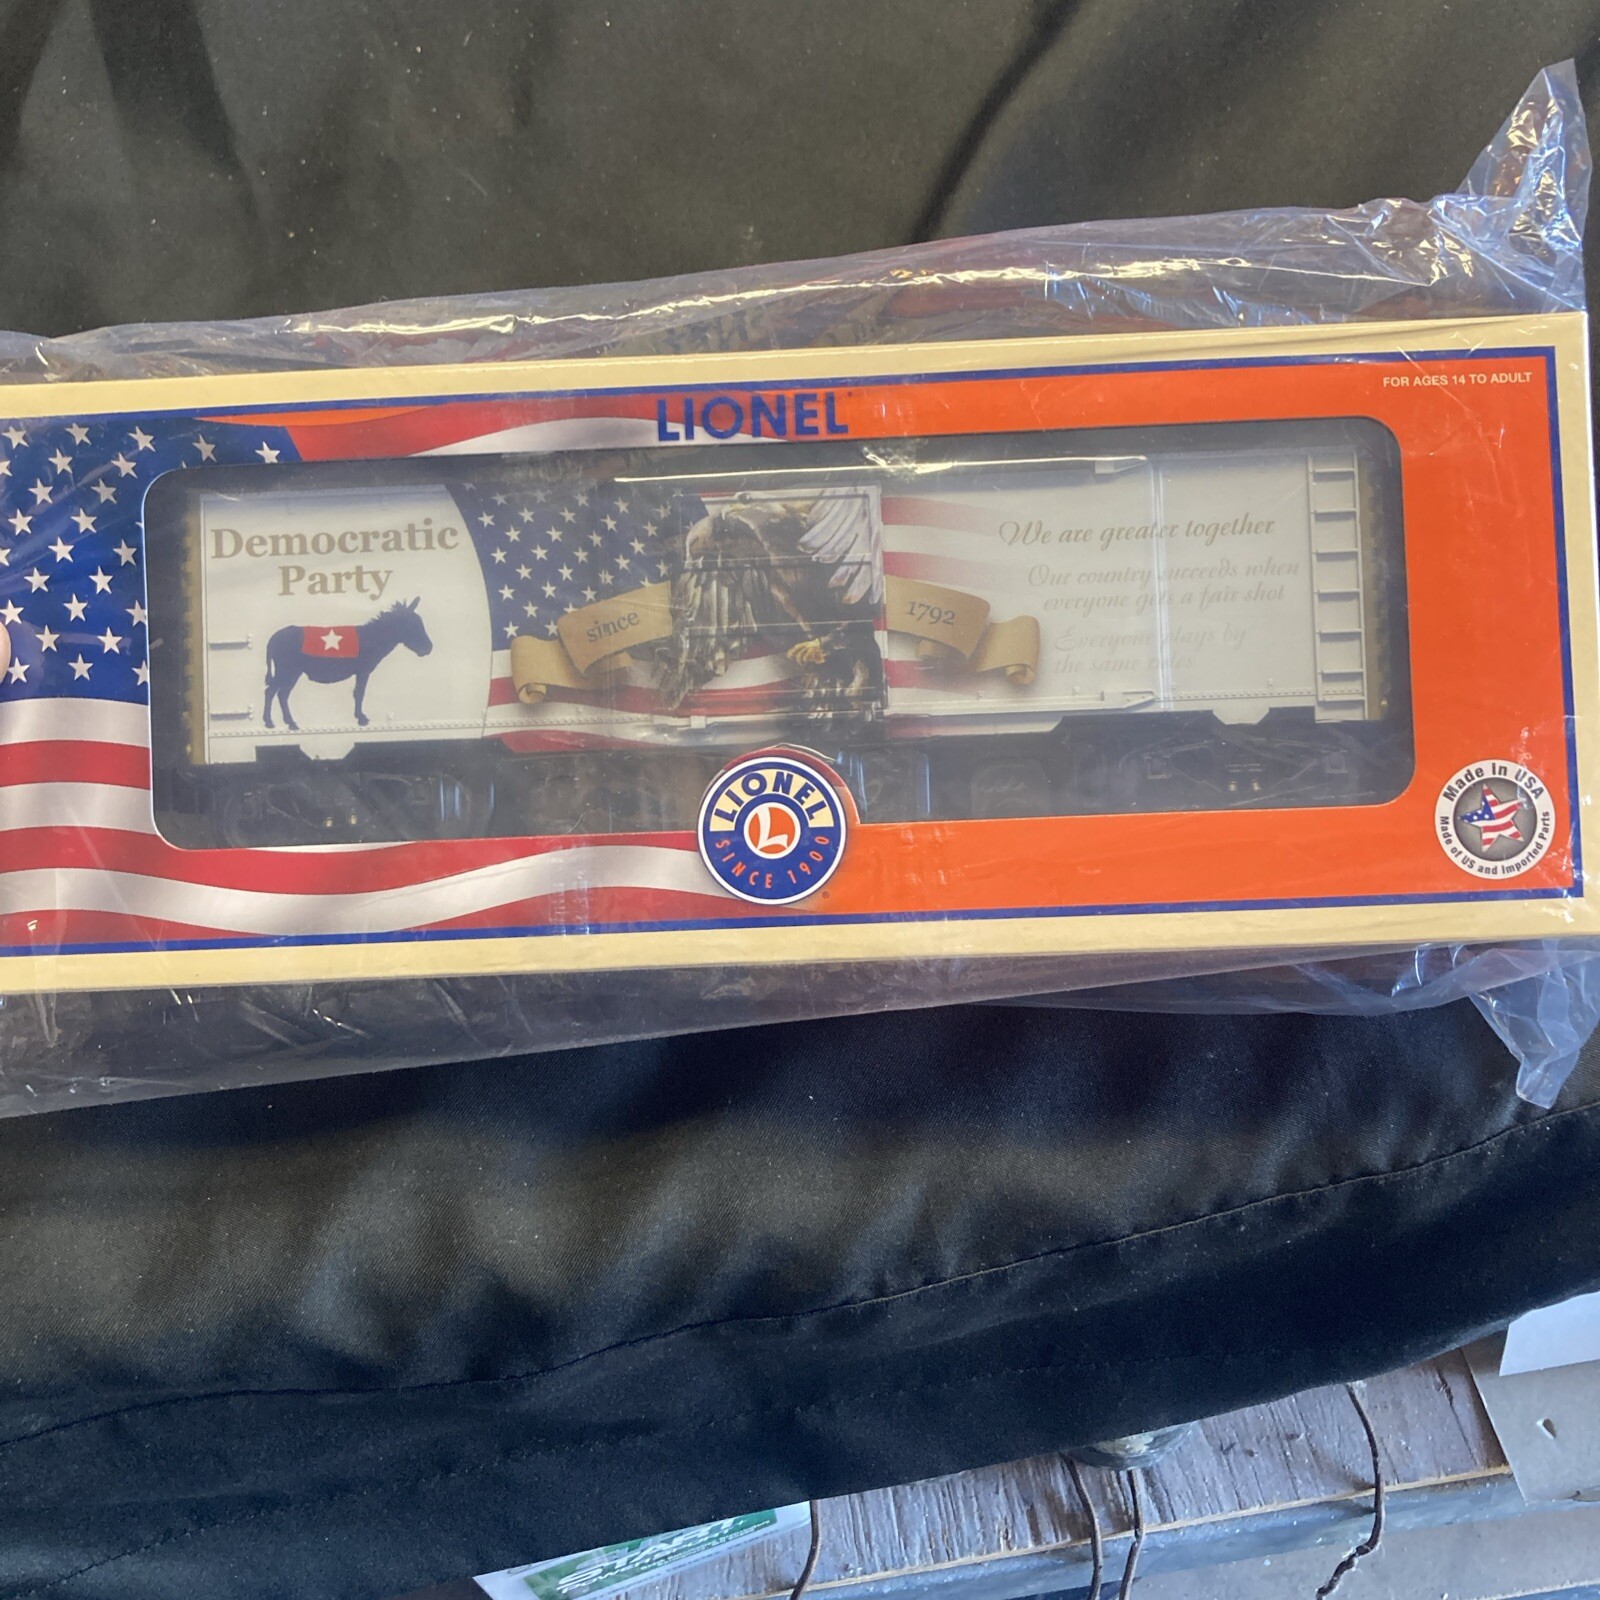 FOR AGES 14 TO ADULT
LIONEL
Democratic
Party
since
1792
We are greater together
Our country succeeds when
everyone gets a fair shot
Everyone plays by
the same rules
LIONEL
L
SINCE 1900
Made in USA
Made of US and Imported Parts
START